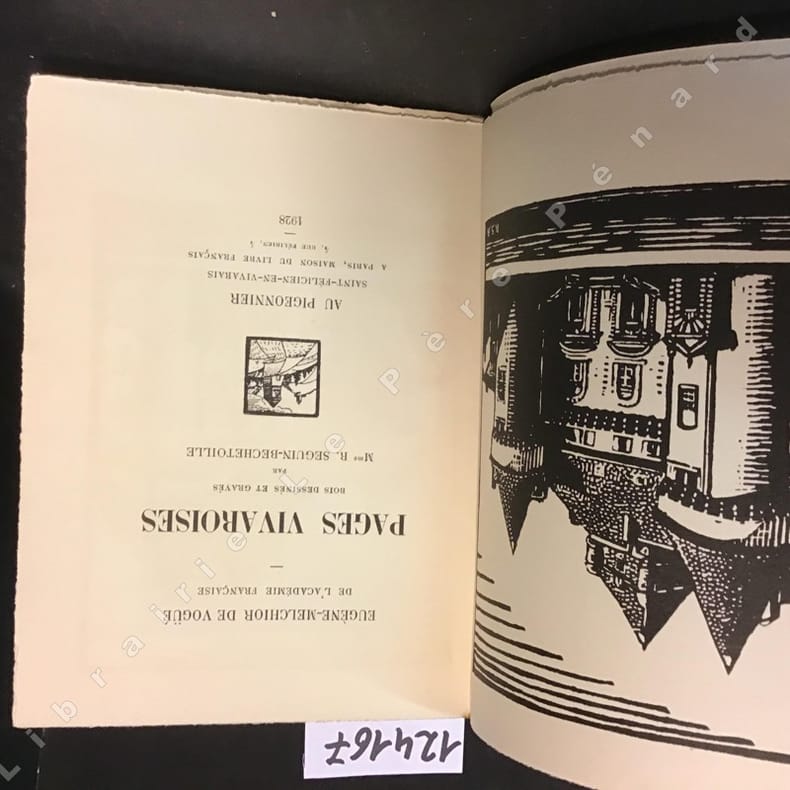 EUGÈNE-MELCHIOR DE VOGÜÉ
DE L'ACADÉMIE FRANÇAISE
PAGES VIVAROISES
BOIS DESSINÉS ET GRAVÉS
PAR
Mme R. SEGUIN-BECHETOILLE
AU PIGEONNIER
SAINT-FÉLICIEN-EN-VIVARAIS
A PARIS, MAISON DU LIVRE FRANÇAIS
4, RUE FÉLIBIEN, 4
1928
124167
Librairie Le Père Pénard